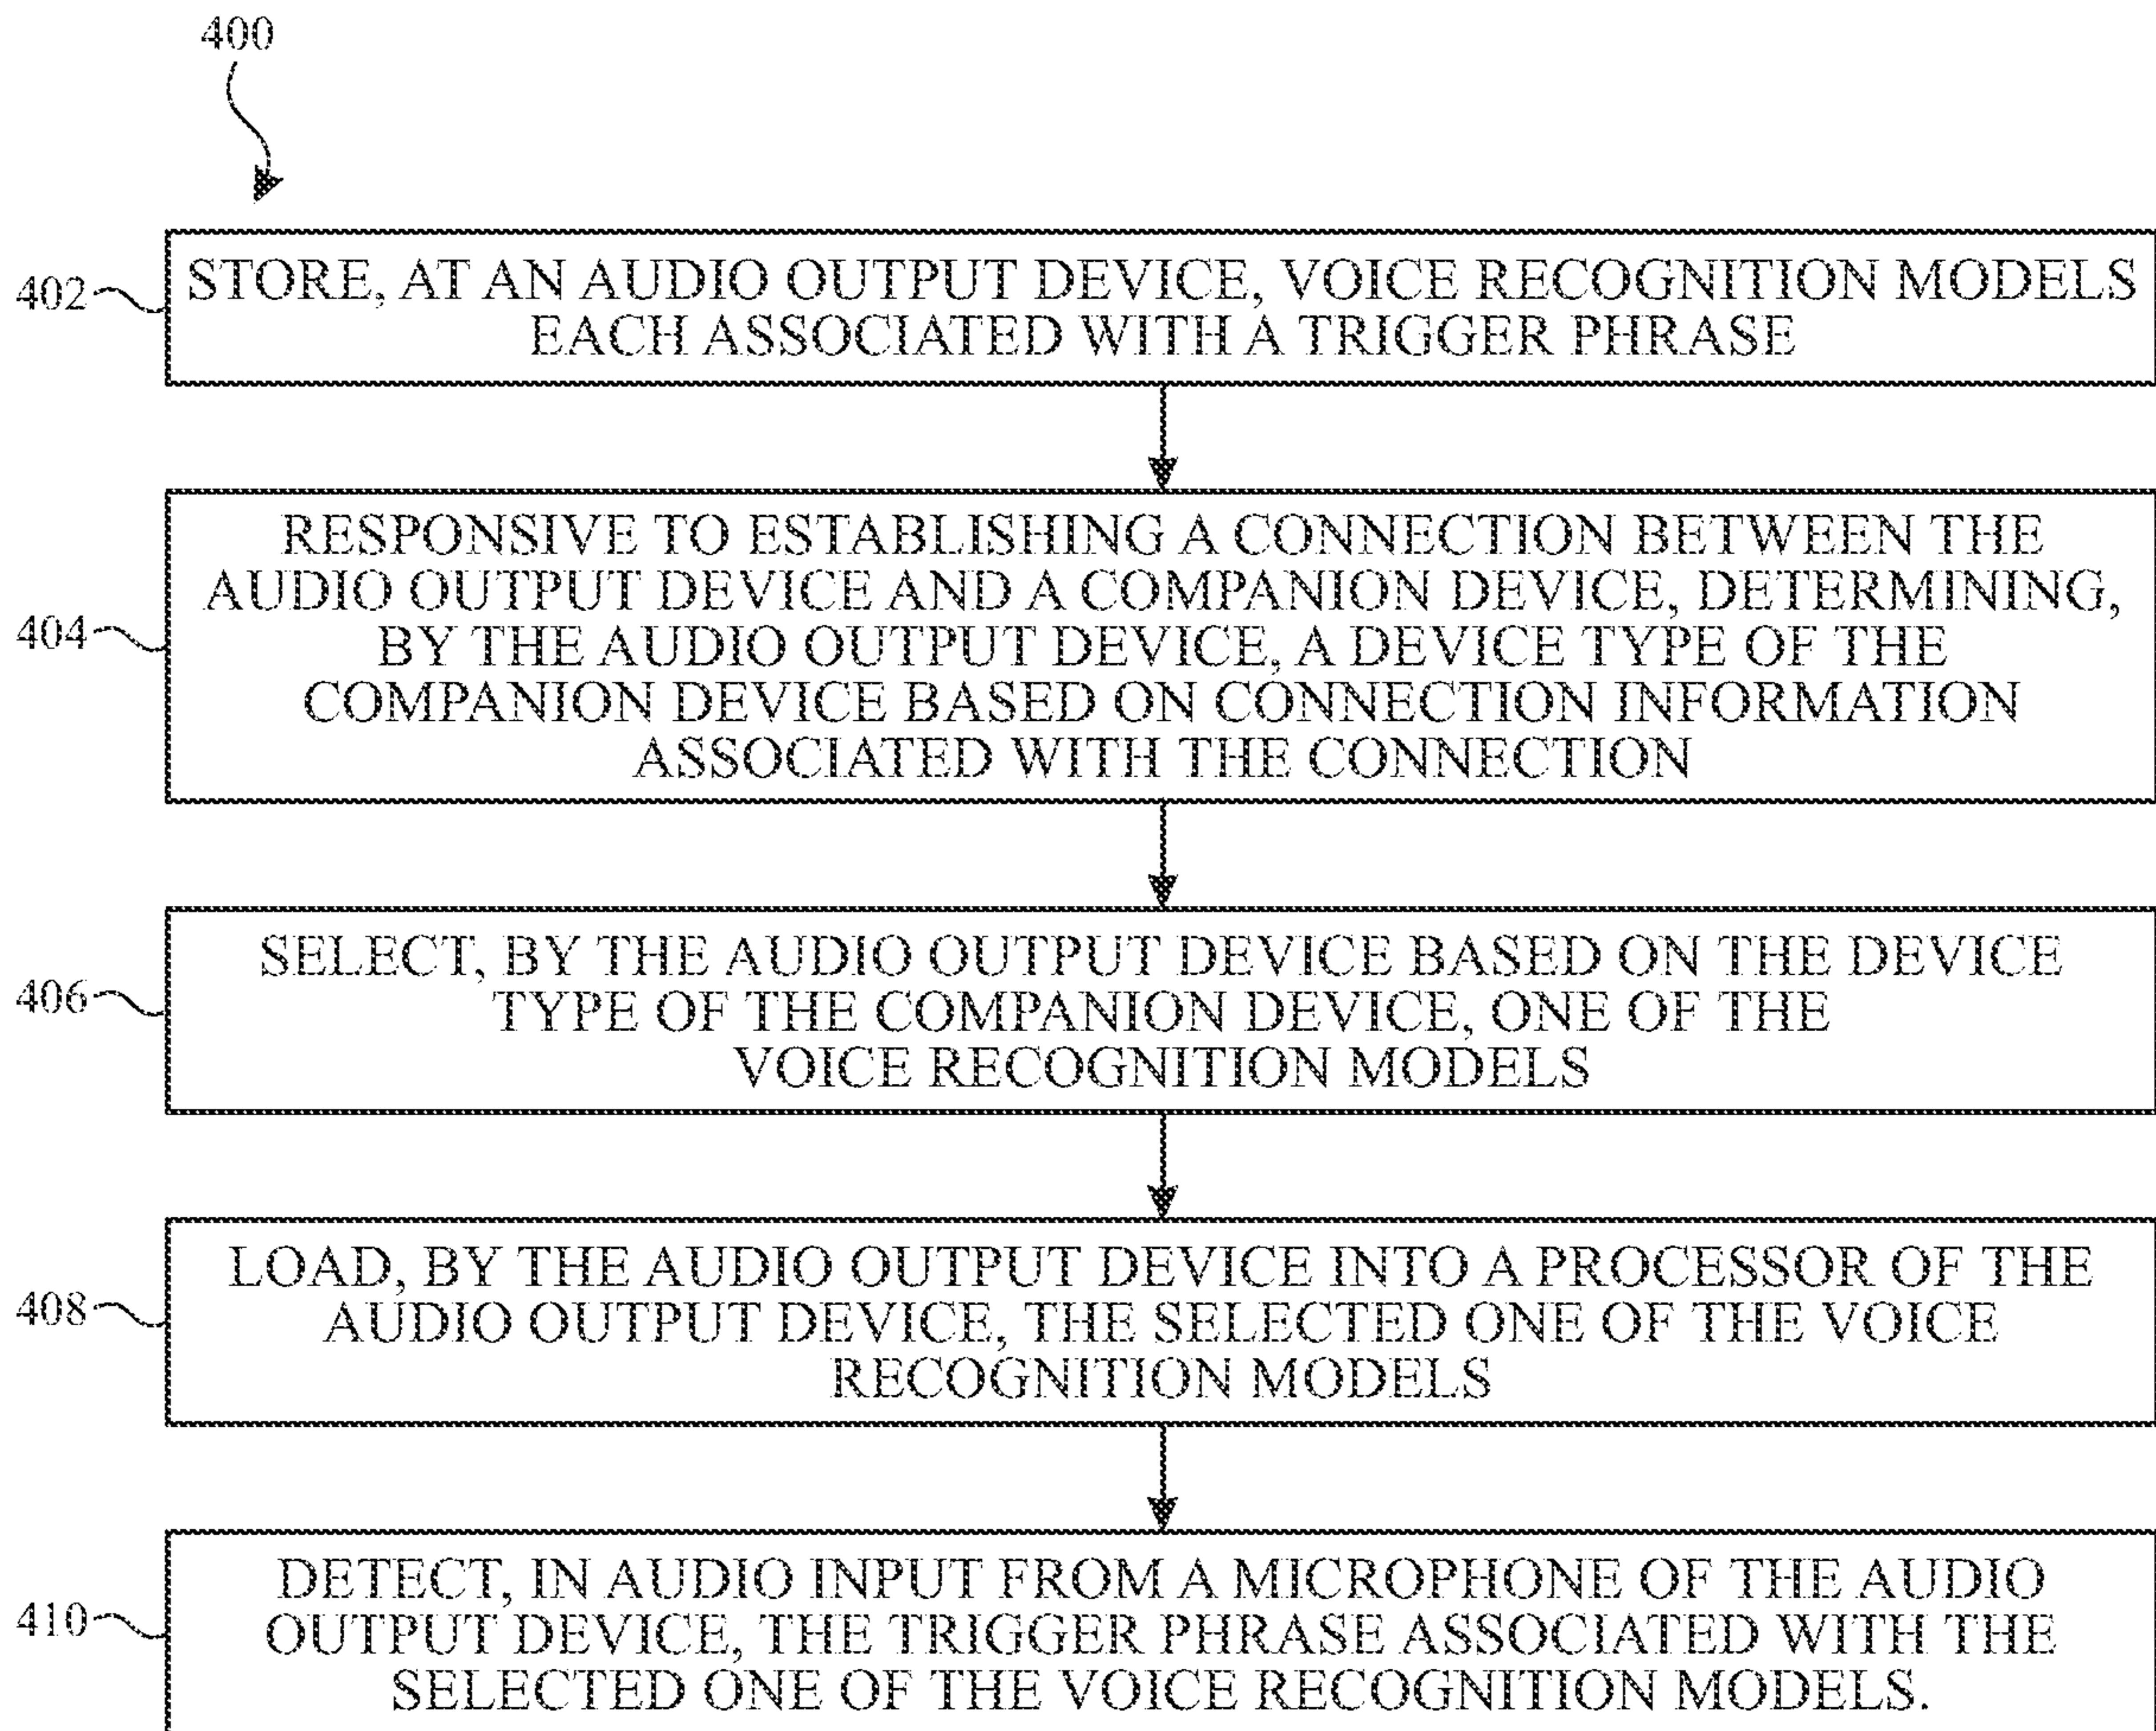 400
402
STORE, AT AN AUDIO OUTPUT DEVICE, VOICE RECOGNITION MODELS
EACH ASSOCIATED WITH A TRIGGER PHRASE
404
RESPONSIVE TO ESTABLISHING A CONNECTION BETWEEN THE
AUDIO OUTPUT DEVICE AND A COMPANION DEVICE, DETERMINING,
BY THE AUDIO OUTPUT DEVICE, A DEVICE TYPE OF THE
COMPANION DEVICE BASED ON CONNECTION INFORMATION
ASSOCIATED WITH THE CONNECTION
406
SELECT, BY THE AUDIO OUTPUT DEVICE BASED ON THE DEVICE
TYPE OF THE COMPANION DEVICE, ONE OF THE
VOICE RECOGNITION MODELS
408
LOAD, BY THE AUDIO OUTPUT DEVICE INTO A PROCESSOR OF THE
AUDIO OUTPUT DEVICE, THE SELECTED ONE OF THE VOICE
RECOGNITION MODELS
410
DETECT, IN AUDIO INPUT FROM A MICROPHONE OF THE AUDIO
OUTPUT DEVICE, THE TRIGGER PHRASE ASSOCIATED WITH THE
SELECTED ONE OF THE VOICE RECOGNITION MODELS.